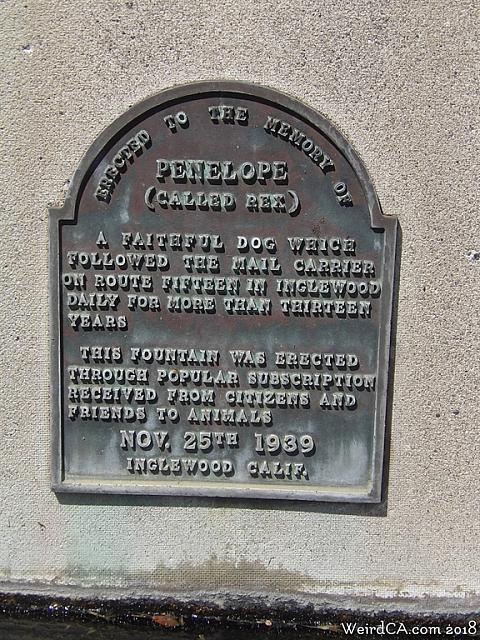 ERECTED TO THE MEMORY OF
PENELOPE
(CALLED REX)
A FAITHFUL DOG WHICH
FOLLOWED THE MAIL CARRIER
ON ROUTE FIFTEEN IN INGLEWOOD
DAILY FOR MORE THAN THIRTEEN
YEARS
THIS FOUNTAIN WAS ERECTED
THROUGH POPULAR SUBSCRIPTION
RECEIVED FROM CITIZENS AND
FRIENDS TO ANIMALS
NOV. 25TH 1939
INGLEWOOD CALIF.
WeirdCA.com 2018